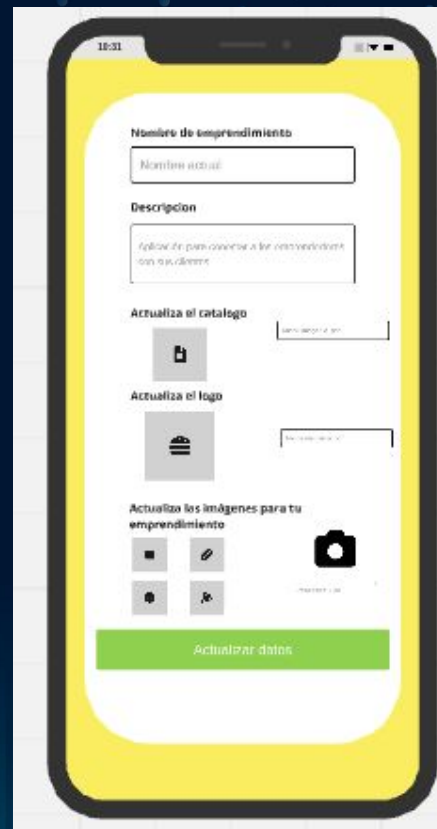 10:31
Nombre de emprendimiento
Nombre actual
Descripcion
Aplicación para conectar a los emprendedores
con sus clientes
Actualiza el catalogo
Actualiza el logo
Actualiza las imágenes para tu
emprendimiento
Actualizar datos